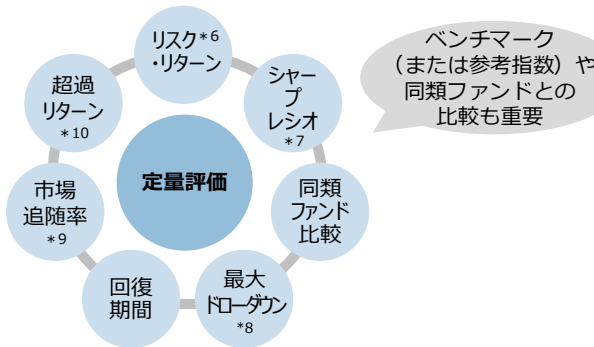 リスク*6
・リターン
シャー
プ
レシオ
*7
同類
ファンド
比較
最大
ドローダウン
*8
回復
期間
市場
追随率
*9
超過
リターン
*10
定量評価
ベンチマーク
（または参考指数）や
同類ファンドとの
比較も重要